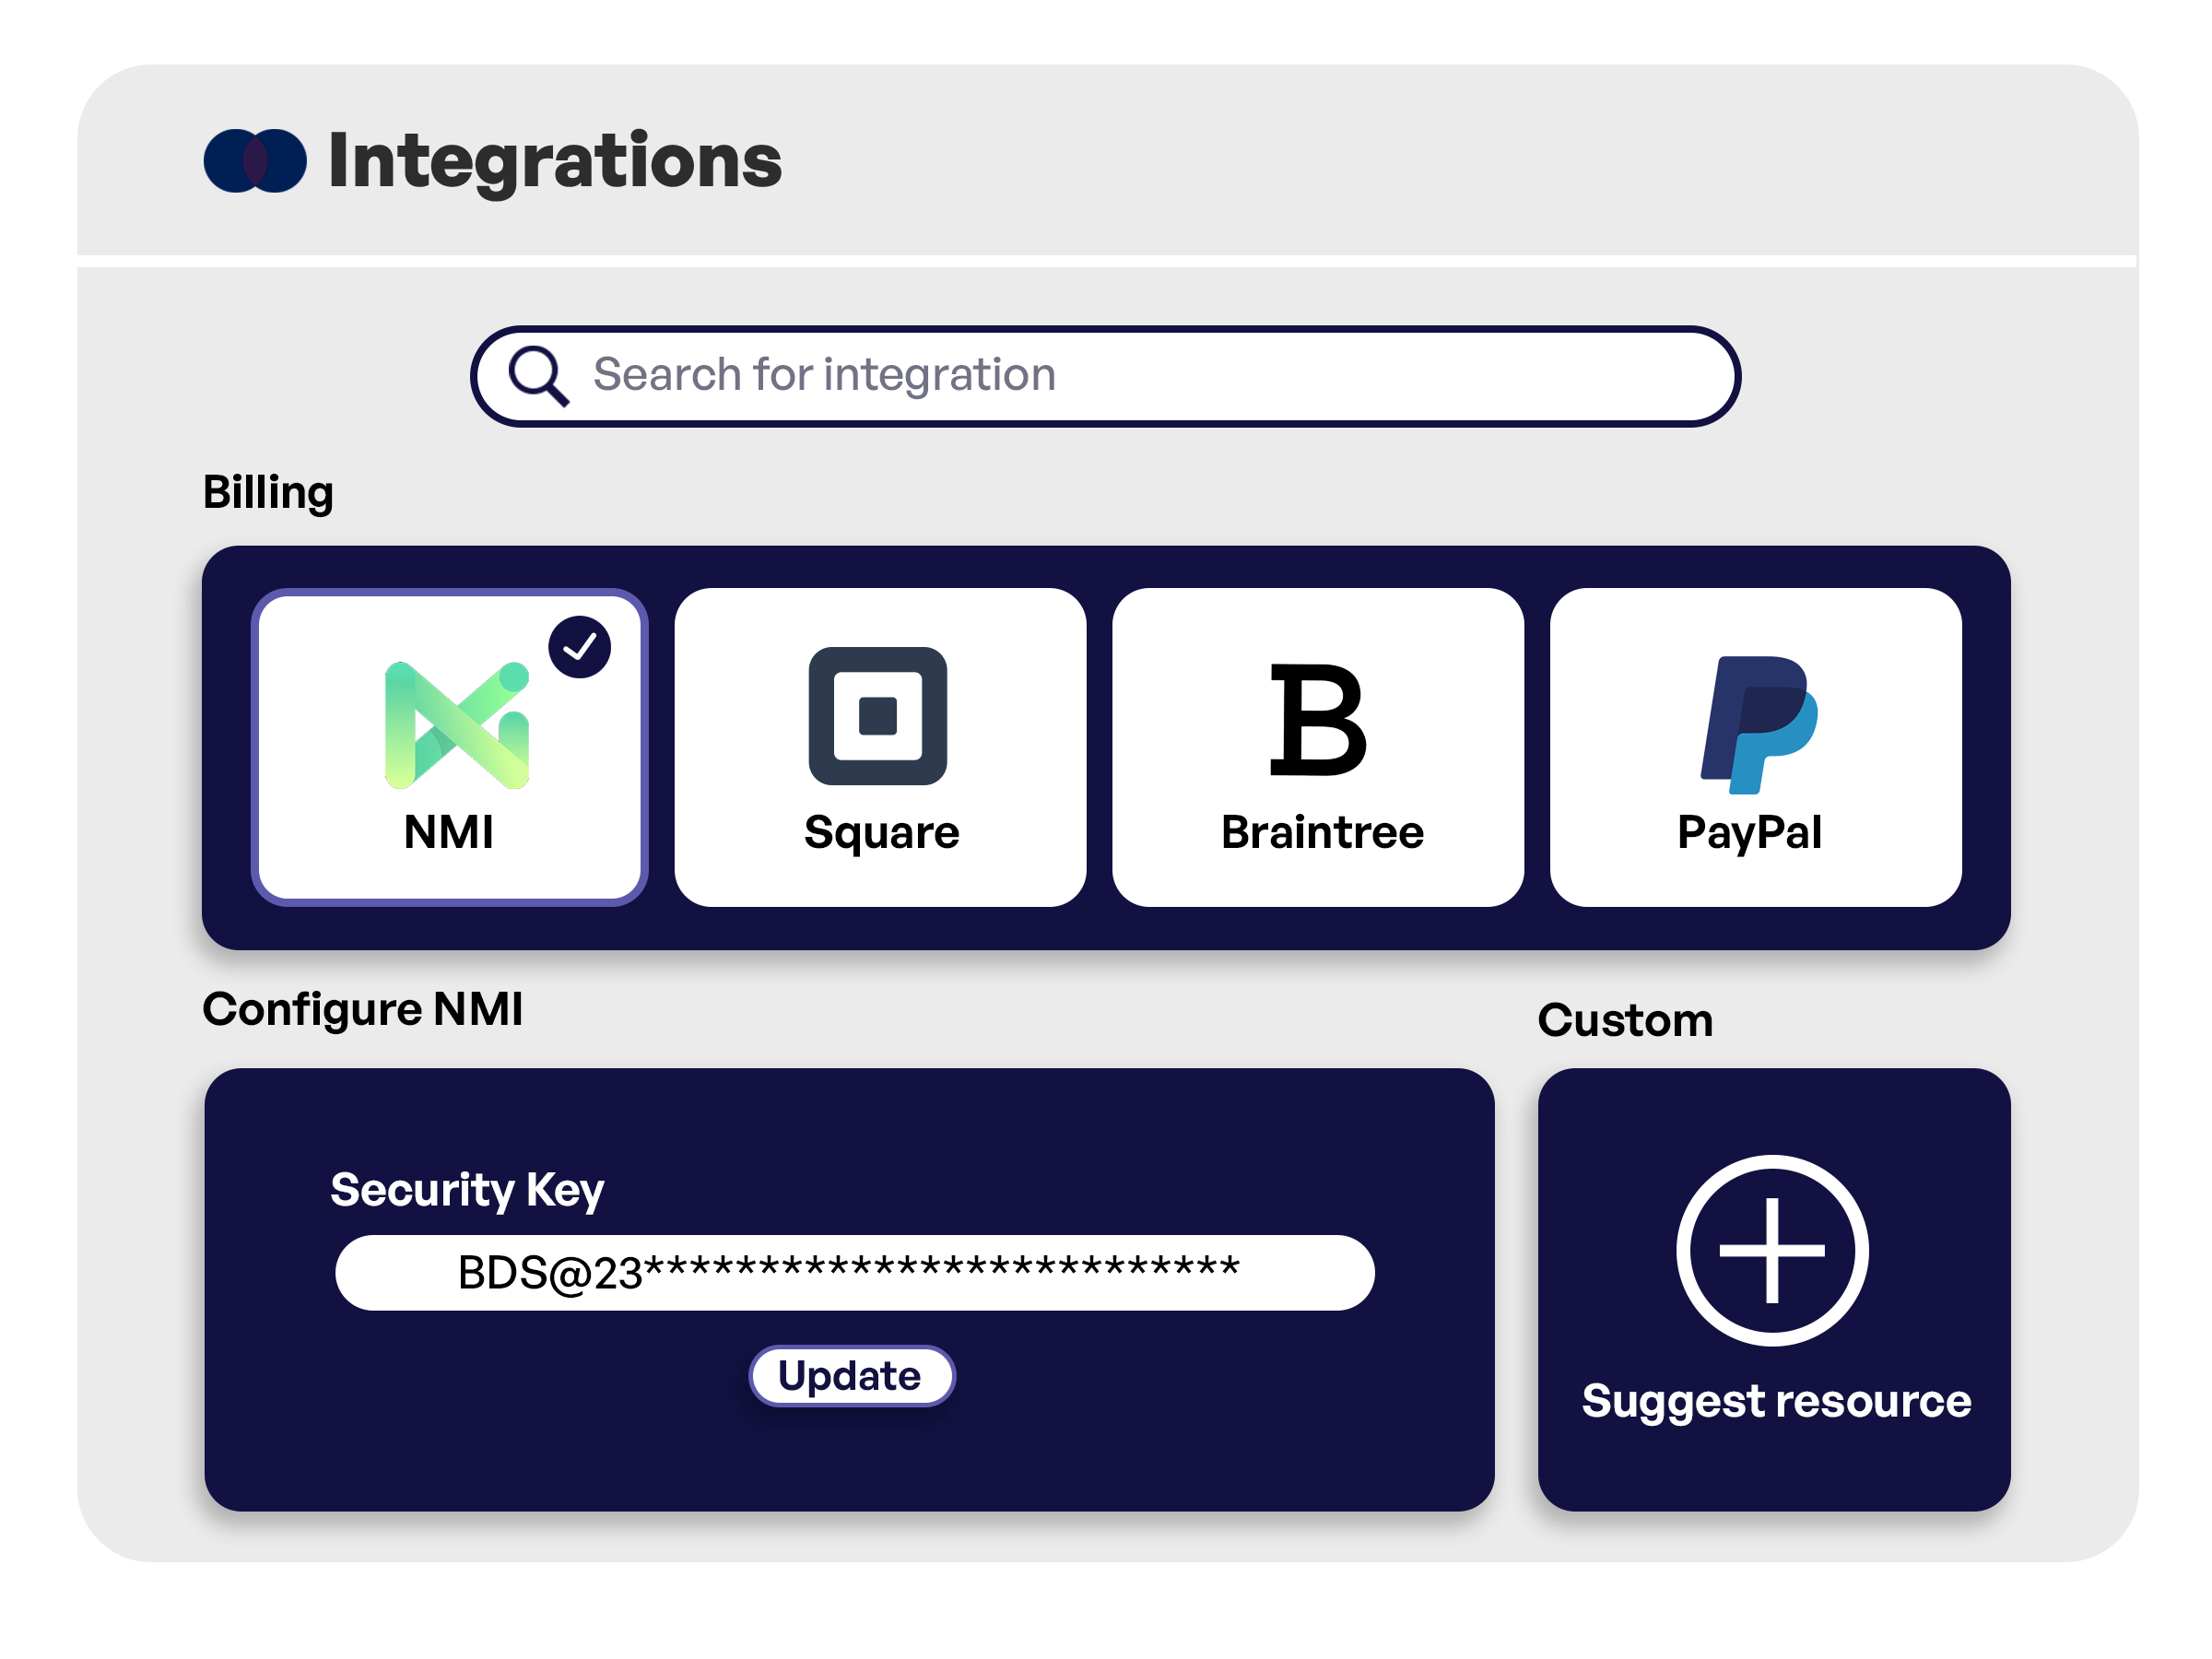 Integrations
Search for integration
Billing
NMI
Square
Braintree
PayPal
Configure NMI
Custom
Security Key
BDS@23**************************
Update
Suggest resource